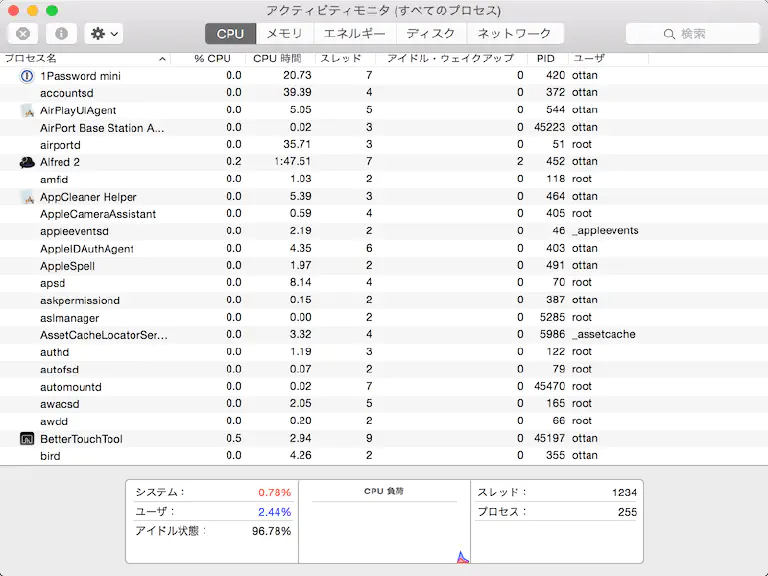 アクティビティモニタ (すべてのプロセス)
CPU メモリ エネルギー ディスク ネットワーク 検索
プロセス名 % CPU CPU 時間 スレッド アイドル・ウェイクアップ PID ユーザ
1Password mini 0.0 20.73 7 0 420 ottan
accountsd 0.0 39.39 4 0 372 ottan
AirPlayUIAgent 0.0 5.05 5 0 544 ottan
AirPort Base Station A... 0.0 0.02 3 0 45223 ottan
airportd 0.0 35.71 3 0 51 root
Alfred 2 0.2 1:47.51 7 2 452 ottan
amfid 0.0 1.03 2 0 118 root
AppCleaner Helper 0.0 5.39 3 0 464 ottan
AppleCameraAssistant 0.0 0.59 4 0 405 root
appleeventsd 0.0 2.19 2 0 46 _appleevents
AppleIDAuthAgent 0.0 4.35 6 0 403 ottan
AppleSpell 0.0 1.97 2 0 491 ottan
apsd 0.0 8.14 4 0 70 root
askpermissiond 0.0 0.15 2 0 387 ottan
aslmanager 0.0 0.00 2 0 5285 root
AssetCacheLocatorSer... 0.0 3.32 4 0 5986 _assetcache
authd 0.0 1.19 3 0 122 root
autofsd 0.0 0.07 2 0 79 root
automountd 0.0 0.02 7 0 45470 root
awacsd 0.0 2.05 5 0 165 root
awdd 0.0 0.20 2 0 66 root
BetterTouchTool 0.5 2.94 9 0 45197 ottan
bird 0.0 4.26 2 0 355 ottan
システム： 0.78% CPU 負荷 スレッド： 1234
ユーザ： 2.44% プロセス： 255
アイドル状態： 96.78%